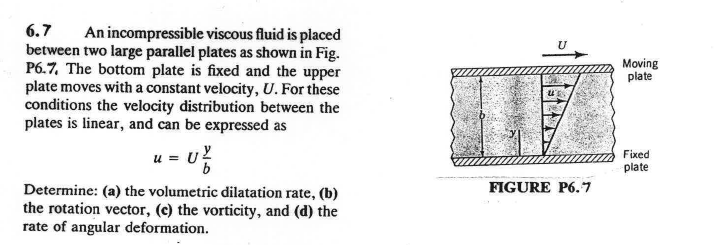 6.7 An incompressible viscous fluid is placed
between two large parallel plates as shown in Fig.
P6.7. The bottom plate is fixed and the upper
plate moves with a constant velocity, U. For these
conditions the velocity distribution between the
plates is linear, and can be expressed as
u = U y/b
Determine: (a) the volumetric dilatation rate, (b)
the rotation vector, (c) the vorticity, and (d) the
rate of angular deformation.
U
Moving
plate
u
b
y
Fixed
plate
FIGURE P6.7